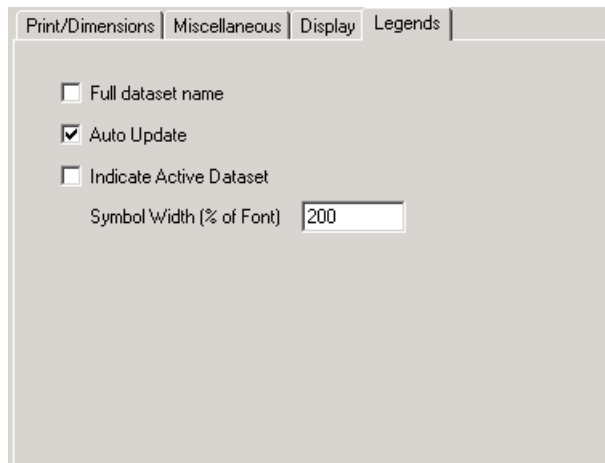 Print/Dimensions Miscellaneous Display Legends
Full dataset name
Auto Update
Indicate Active Dataset
Symbol Width (% of Font) 200